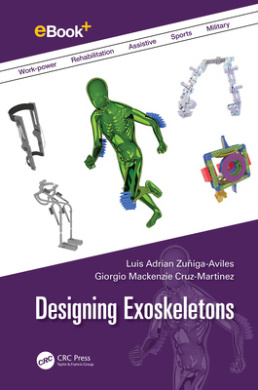 eBook+
Work-power Rehabilitation Assistive Sports Military
Luis Adrian Zuñiga-Aviles
Giorgio Mackenzie Cruz-Martinez
Designing Exoskeletons
CRC
CRC Press
Taylor & Francis Group